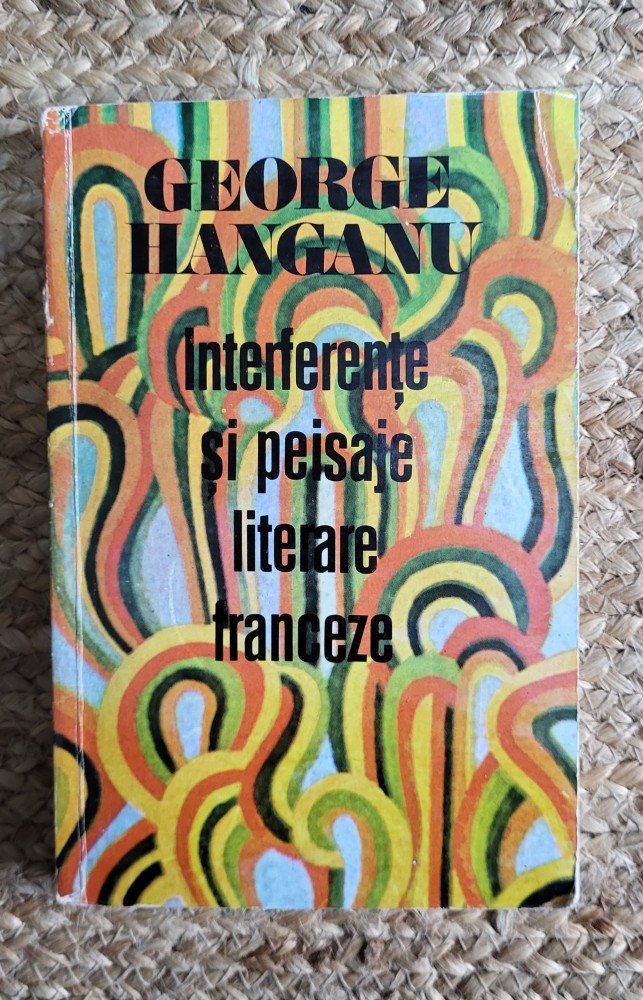 GEORGE
HANGANU
Interferențe
și peisaje
literare
franceze